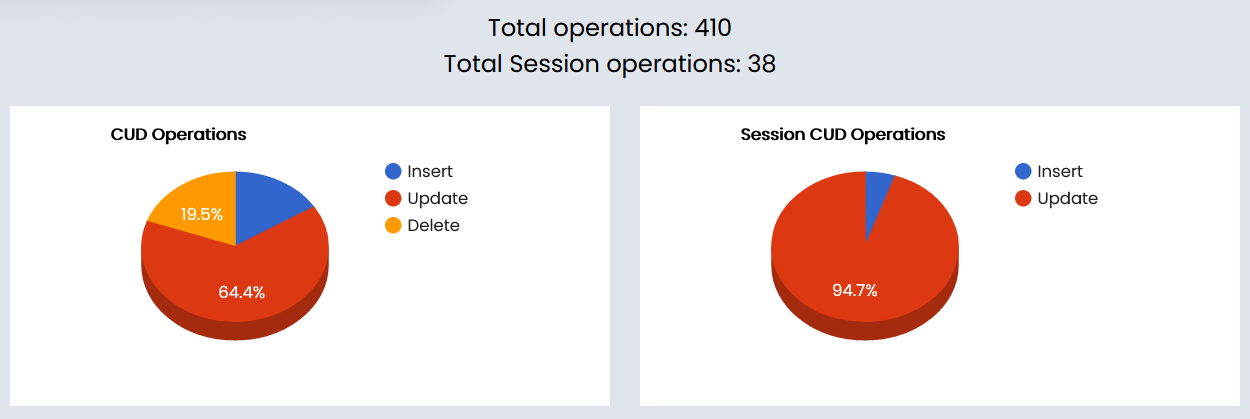 Total operations: 410
Total Session operations: 38
CUD Operations
Insert
Update
Delete
19.5%
64.4%
Session CUD Operations
Insert
Update
94.7%